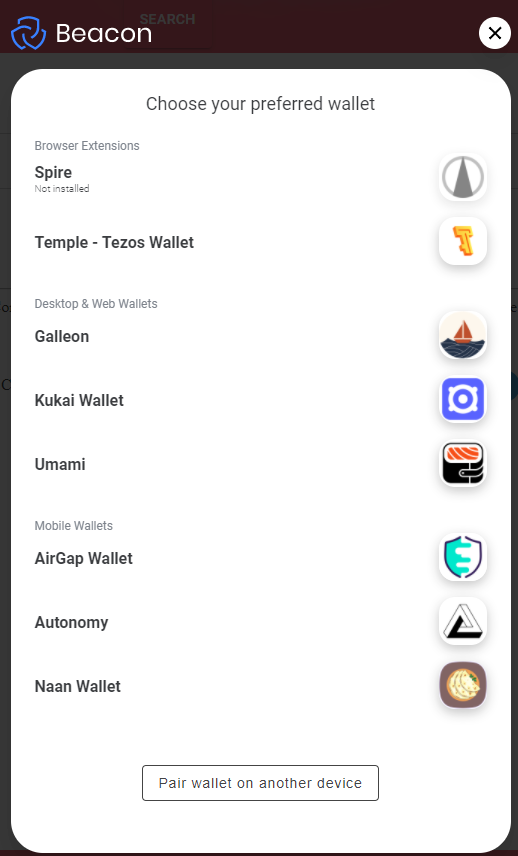 SEARCH
Beacon
Choose your preferred wallet
Browser Extensions
Spire
Not installed
Temple - Tezos Wallet
Desktop & Web Wallets
Galleon
Kukai Wallet
Umami
Mobile Wallets
AirGap Wallet
Autonomy
Naan Wallet
Pair wallet on another device